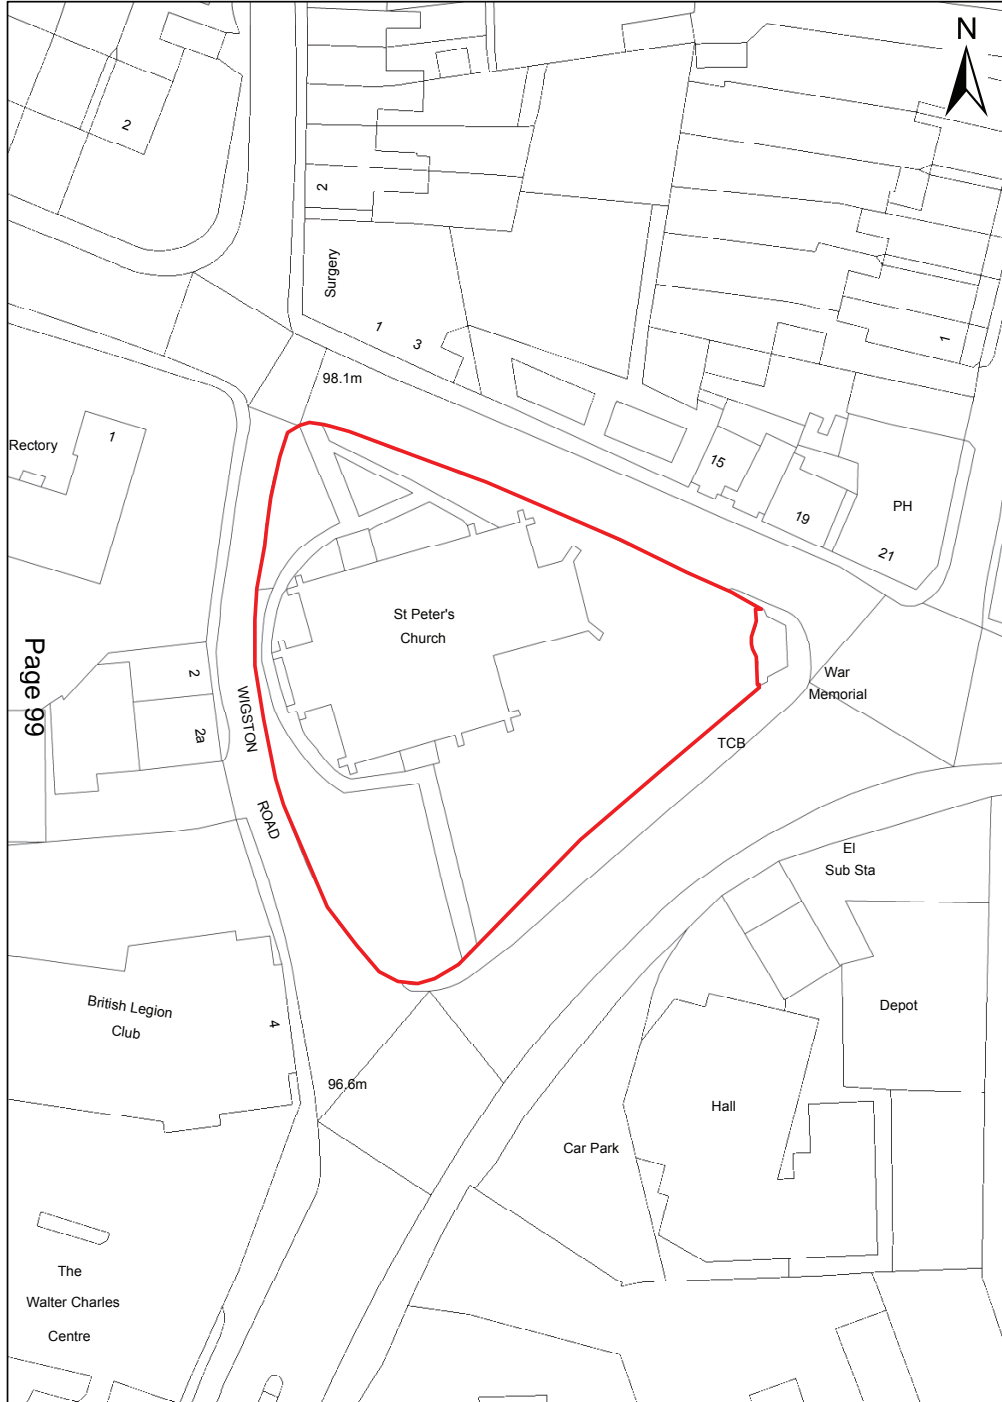 N
2
2
Surgery
1
3
1
98.1m
Rectory
1
15
19
PH
21
St Peter's
Church
Page 99
2
2a
WIGSTON
ROAD
War
Memorial
TCB
El
Sub Sta
British Legion
Club
4
Depot
96.6m
Hall
Car Park
The
Walter Charles
Centre